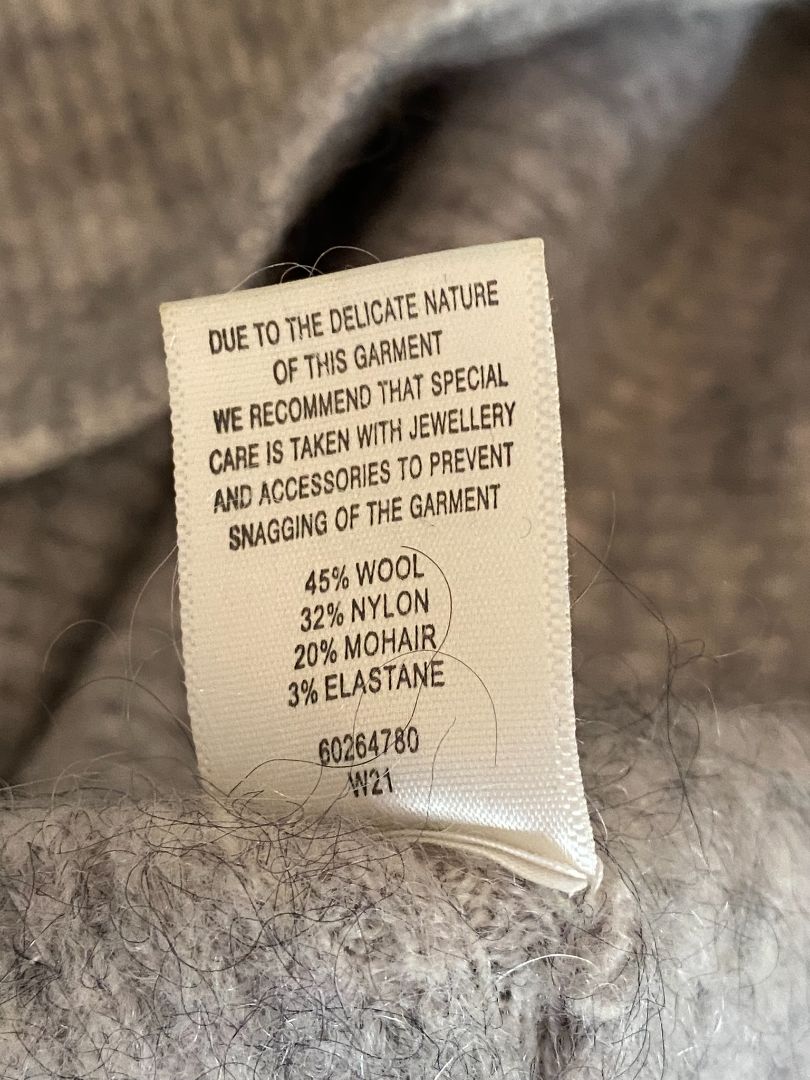 DUE TO THE DELICATE NATURE
OF THIS GARMENT
WE RECOMMEND THAT SPECIAL
CARE IS TAKEN WITH JEWELLERY
AND ACCESSORIES TO PREVENT
SNAGGING OF THE GARMENT
45% WOOL
32% NYLON
20% MOHAIR
3% ELASTANE
60264780
W21